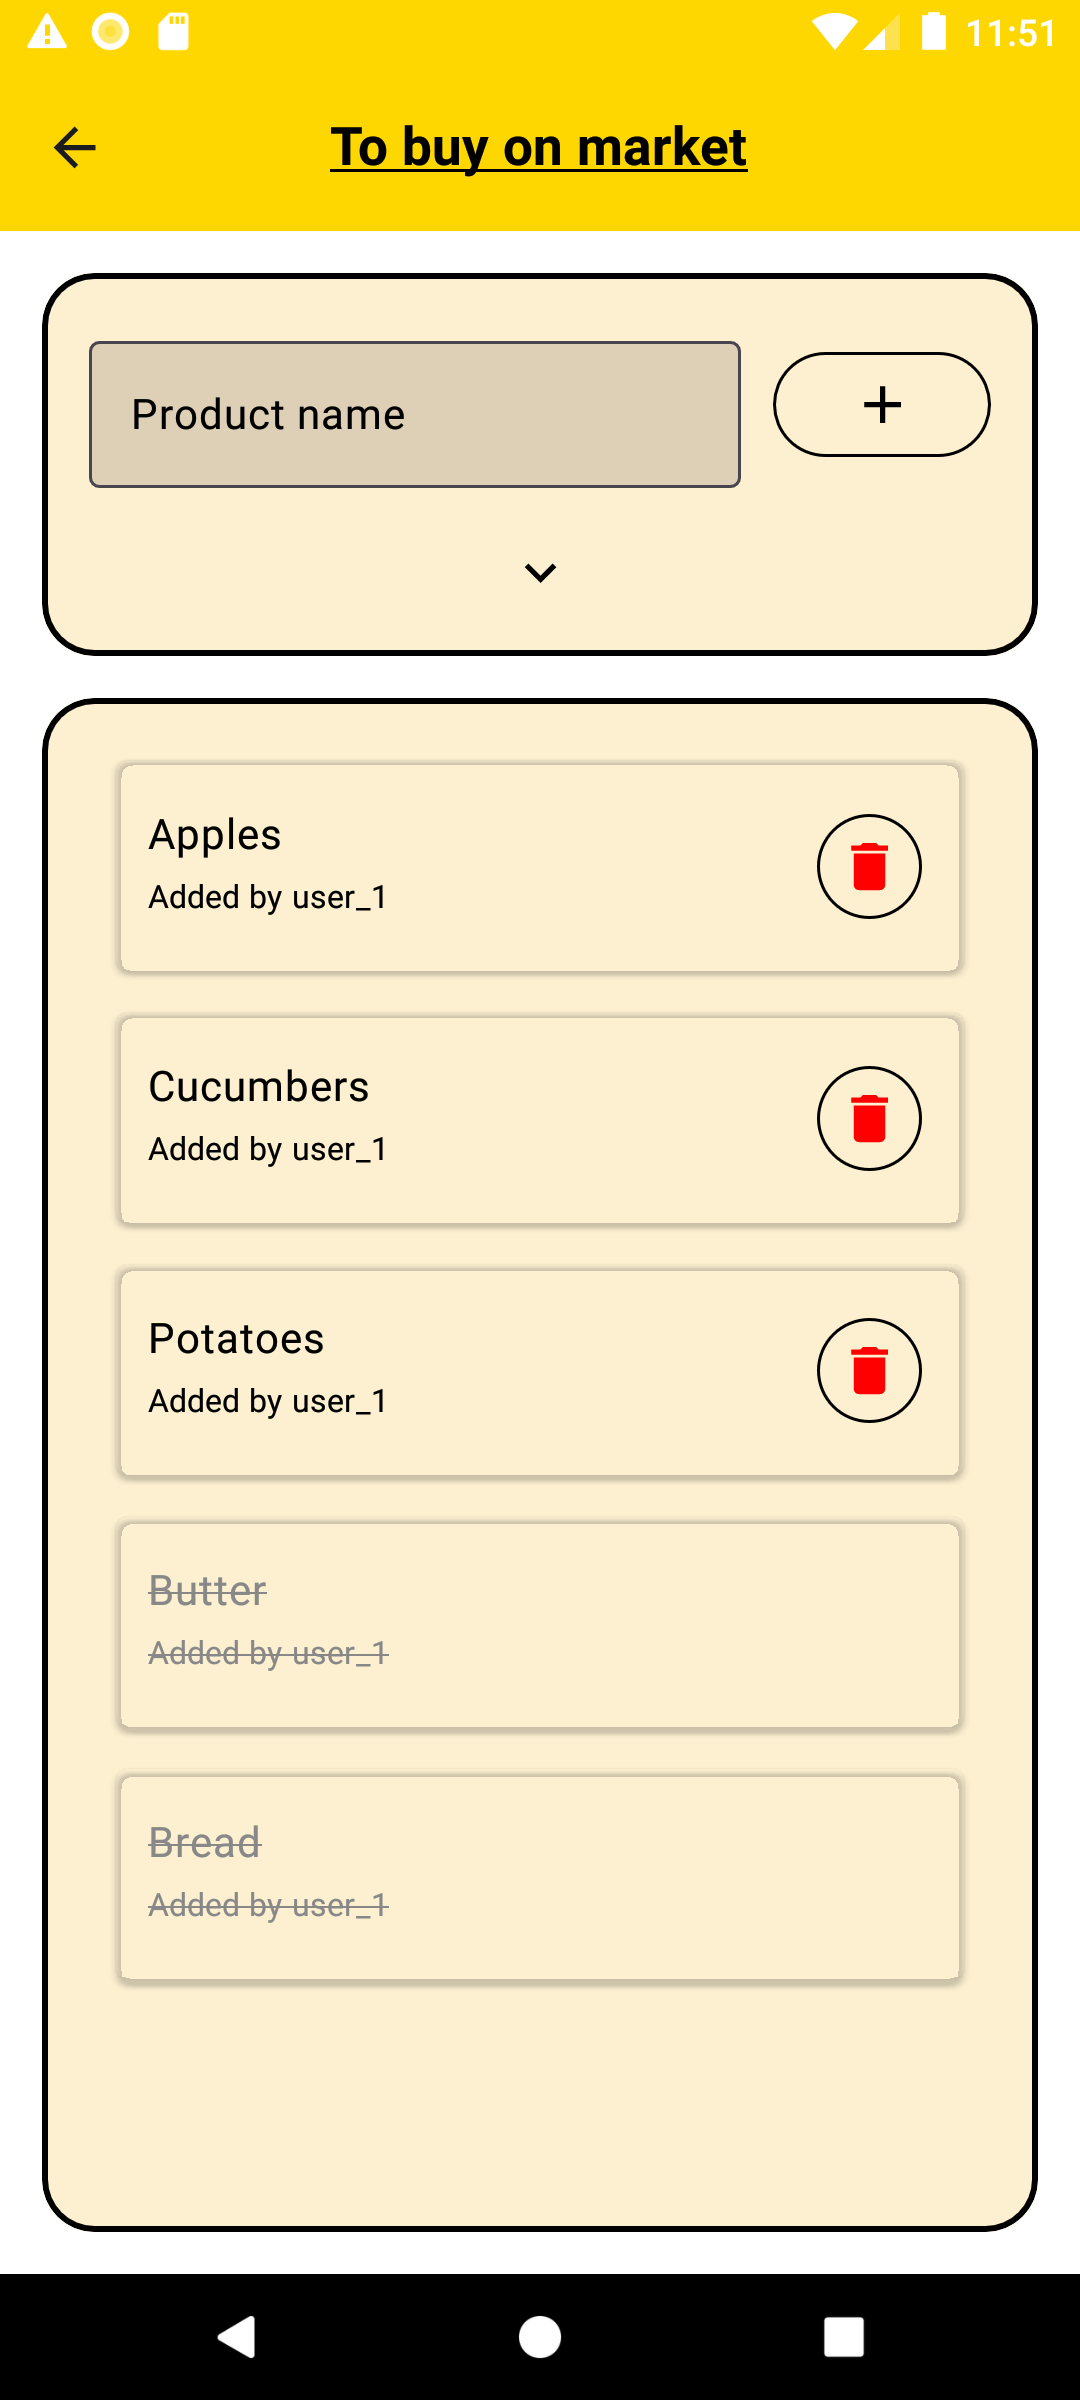 11:51
To buy on market
Product name
Apples
Added by user_1
Cucumbers
Added by user_1
Potatoes
Added by user_1
Butter
Added by user_1
Bread
Added by user_1